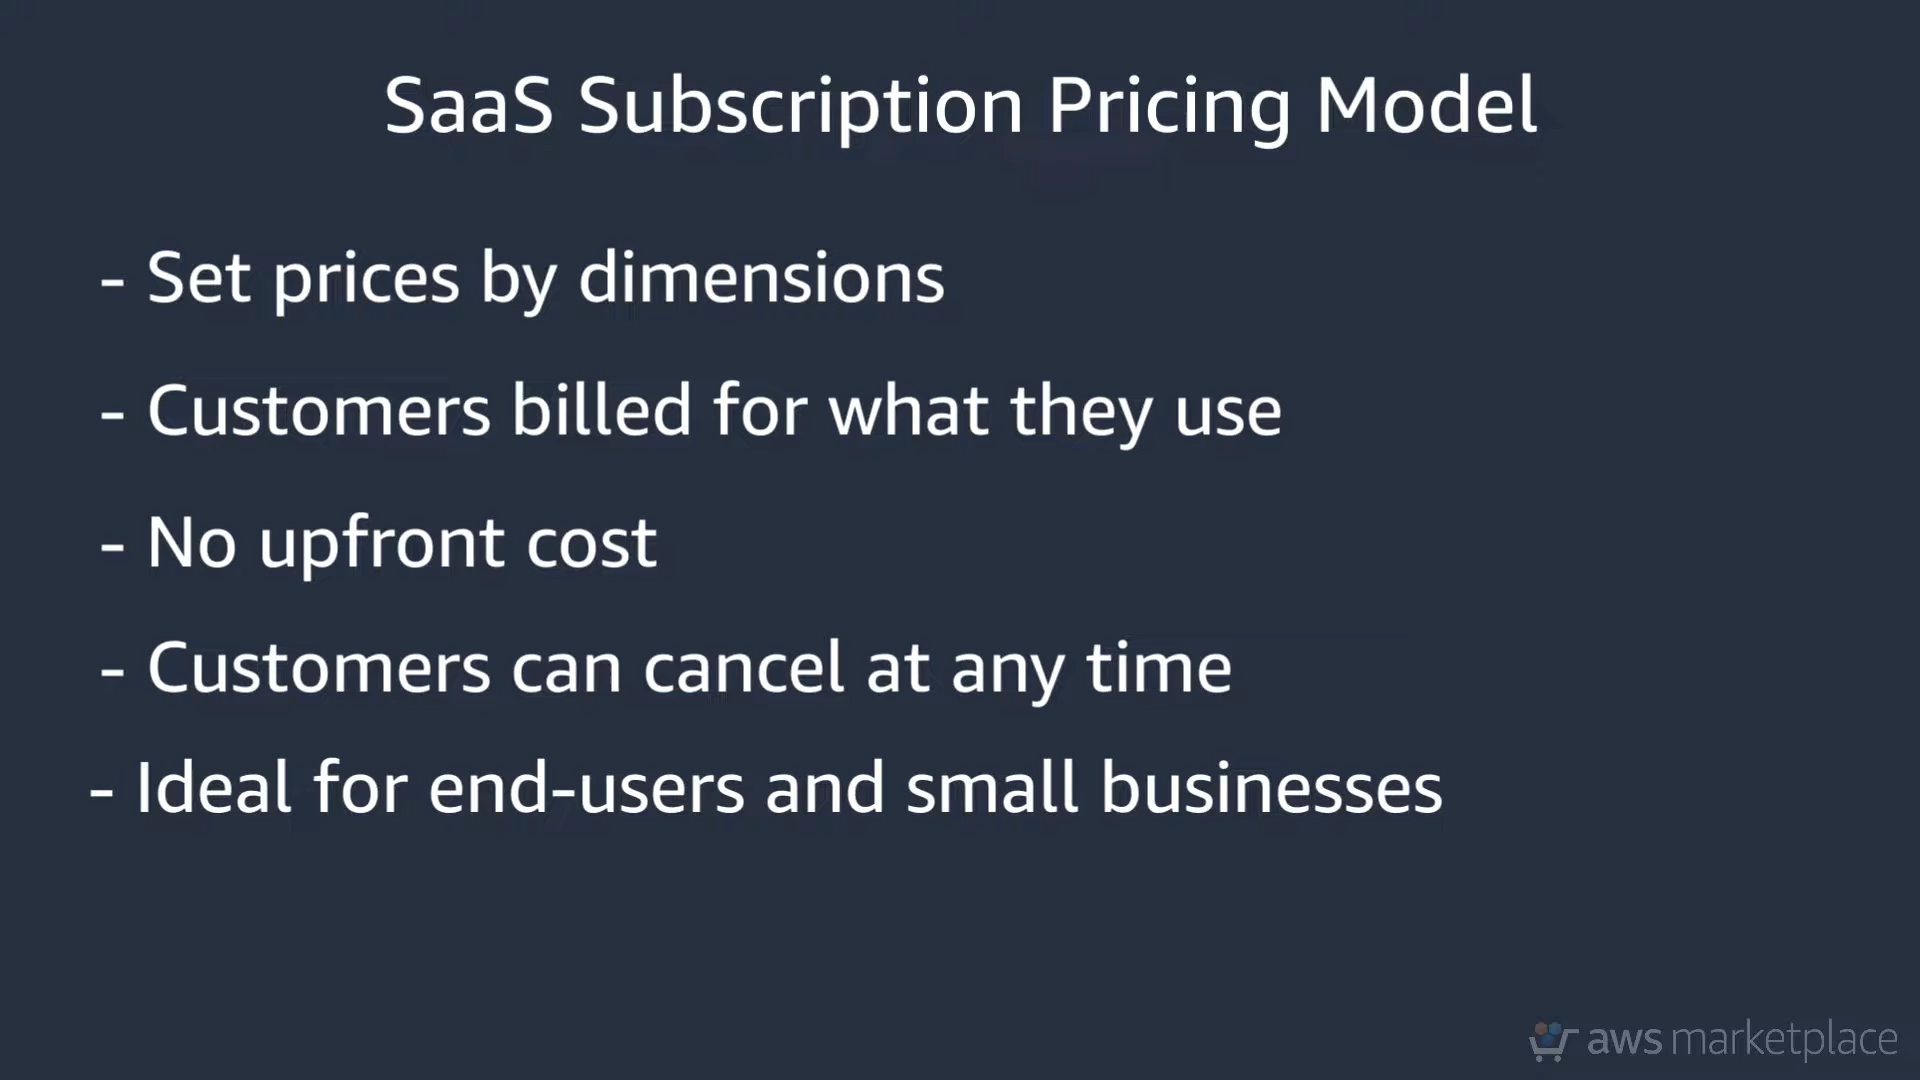 SaaS Subscription Pricing Model
- Set prices by dimensions
- Customers billed for what they use
- No upfront cost
- Customers can cancel at any time
- Ideal for end-users and small businesses
aws marketplace